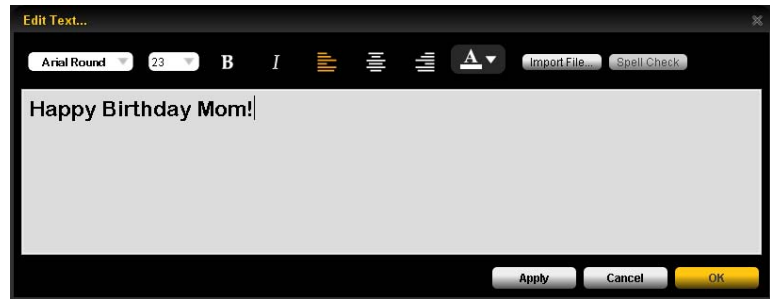 Edit Text...
Arial Round 23 B I A Import File... Spell Check
Happy Birthday Mom!
Apply Cancel OK